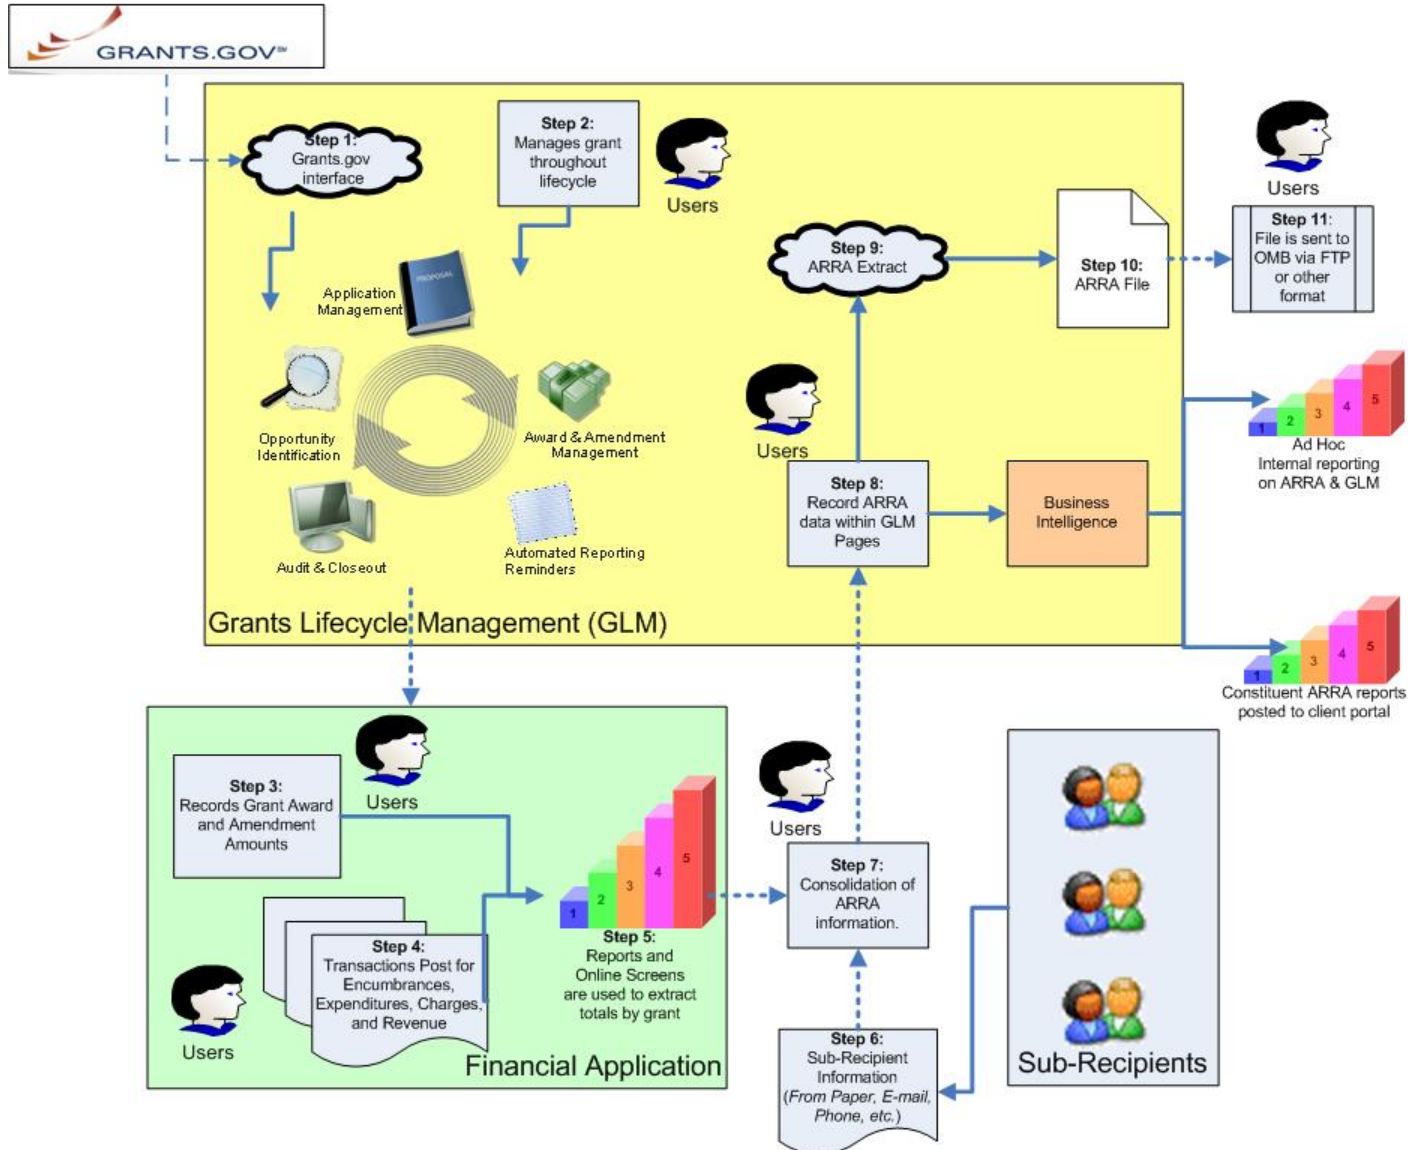 GRANTS.GOV℠
Step 1:
Grants.gov
interface
Step 2:
Manages grant
throughout
lifecycle
Users
PROPOSAL
Application
Management
Opportunity
Identification
Award & Amendment
Management
Audit & Closeout
Automated Reporting
Reminders
Grants Lifecycle Management (GLM)
Step 9:
ARRA Extract
Step 10:
ARRA File
Users
Step 11:
File is sent to
OMB via FTP
or other
format
Users
Step 8:
Record ARRA
data within GLM
Pages
Business
Intelligence
1
2
3
4
5
Ad Hoc
Internal reporting
on ARRA & GLM
1
2
3
4
5
Constituent ARRA reports
posted to client portal
Step 3:
Records Grant Award
and Amendment
Amounts
Users
Users
Step 4:
Transactions Post for
Encumbrances,
Expenditures, Charges,
and Revenue
1
2
3
4
5
Step 5:
Reports and
Online Screens
are used to extract
totals by grant
Financial Application
Users
Step 7:
Consolidation of
ARRA
information.
Step 6:
Sub-Recipient
Information
(From Paper, E-mail,
Phone, etc.)
Sub-Recipients